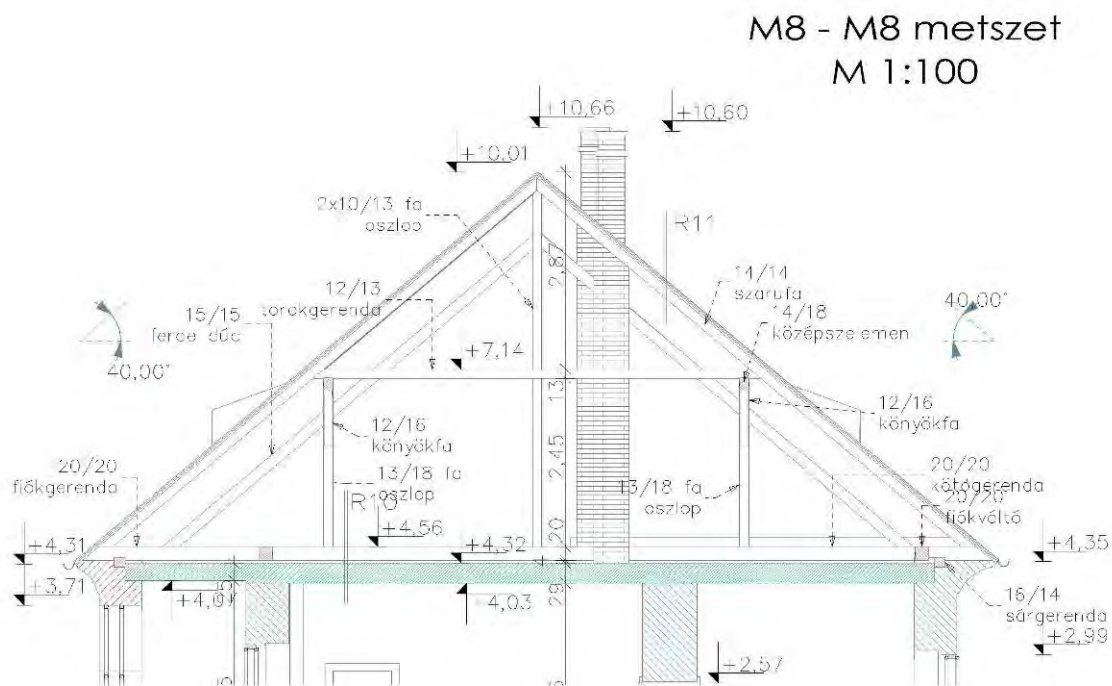 M8 - M8 metszet
M 1:100
+10,66
+10,60
+10,01
2x10/13 fa
oszlop
R11
2,87
14/14
szarufa
12/13
torokgerenda
14/18
középszelemen
15/15
ferde dúc
40,00°
40,00°
+7,14
13
12/16
könyökfa
12/16
könyökfa
2,45
13/18 fa
oszlop
13/18 fa
oszlop
20/20
fiókgerenda
R10
20/20
kötőgerenda
20/20
fiókváltó
+4,56
20
+4,31
+4,32
+4,35
+3,71
+4,03
29
16/14
sárgerenda
+2,99
+2,57